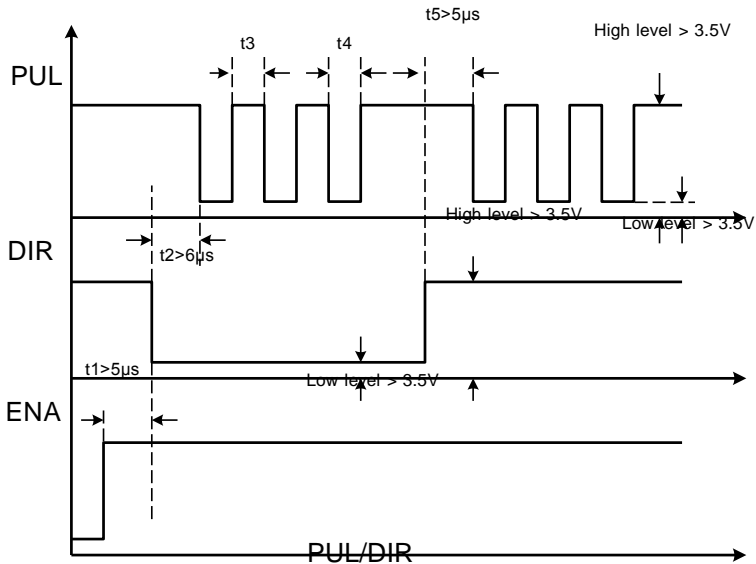 t5>5μs
High level > 3.5V
t3
t4
PUL
High level > 3.5V
Low level > 3.5V
DIR
t2>6μs
t1>5μs
Low level > 3.5V
ENA
PUL/DIR